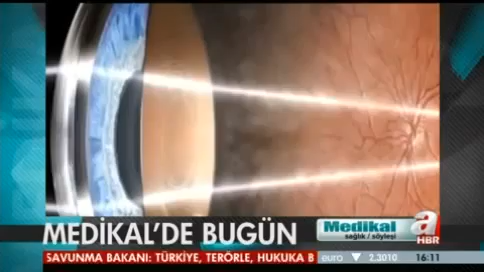 MEDİKAL'DE BUGÜN
Medikal
sağlık / söyleşi
a
HBR
SAVUNMA BAKANI: TÜRKİYE, TERÖRLE, HUKUKA B
euro 2.3010
16:11